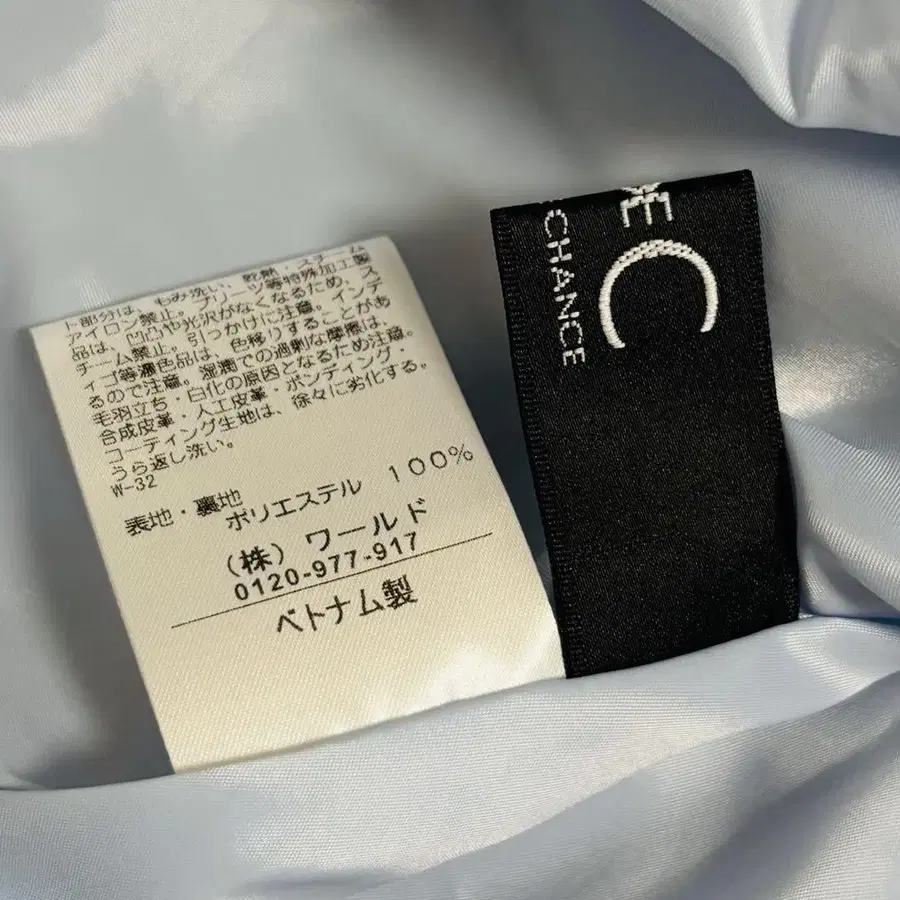 ト部分は、もみ洗い、乾熱・スチーム
アイロン禁止。プリーツ等特殊加工製
品は、凹凸や光沢がなくなるため、ス
チーム禁止。引っかけに注意。インデ
ィゴ等濃色品は、色移りすることがあ
るので注意。湿潤での過剰な摩擦は、
毛羽立ち・白化の原因となるため注意。
合成皮革・人工皮革・ボンディング・
コーティング生地は、徐々に劣化する。
うら返し洗い。
W-32
表地・裏地
ポリエステル 100%
(株) ワールド
0120-977-917
ベトナム製
CHANCE
C